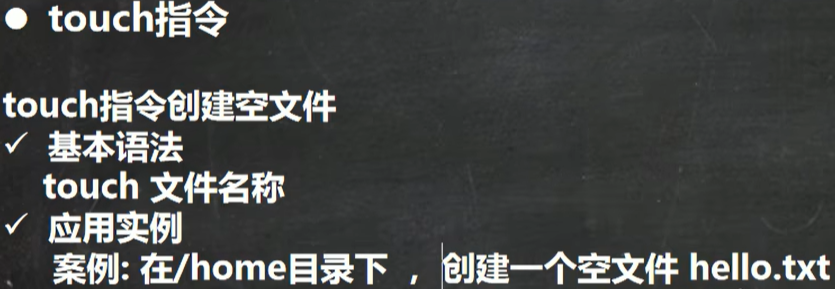 ● touch指令
touch指令创建空文件
✓ 基本语法
touch 文件名称
✓ 应用实例
案例: 在/home目录下 ，创建一个空文件 hello.txt